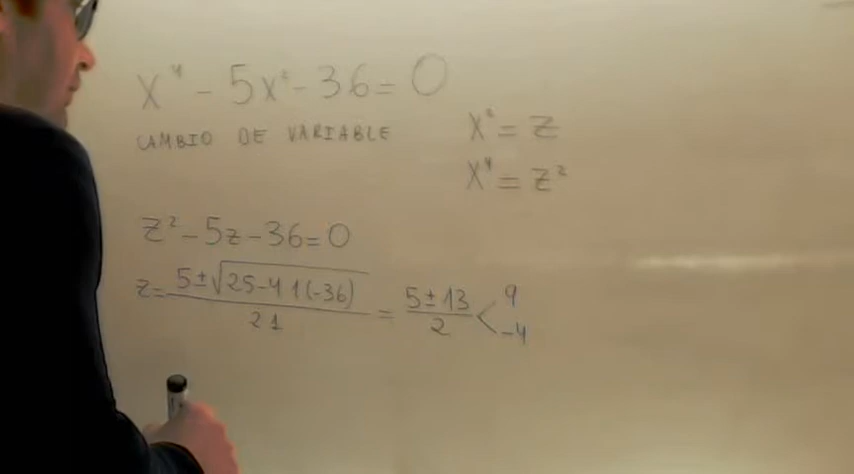 x⁴ - 5x² - 36 = 0
CAMBIO DE VARIABLE
x² = z
x⁴ = z²
z² - 5z - 36 = 0
z = 5 ± √25 - 4 1 (-36) / 2 1 = 5 ± 13 / 2 < 9 -4